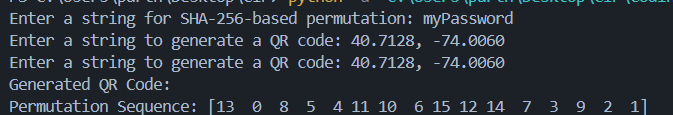 Enter a string for SHA-256-based permutation: myPassword
Enter a string to generate a QR code: 40.7128, -74.0060
Enter a string to generate a QR code: 40.7128, -74.0060
Generated QR Code:
Permutation Sequence: [13  0  8  5  4 11 10  6 15 12 14  7  3  9  2  1]